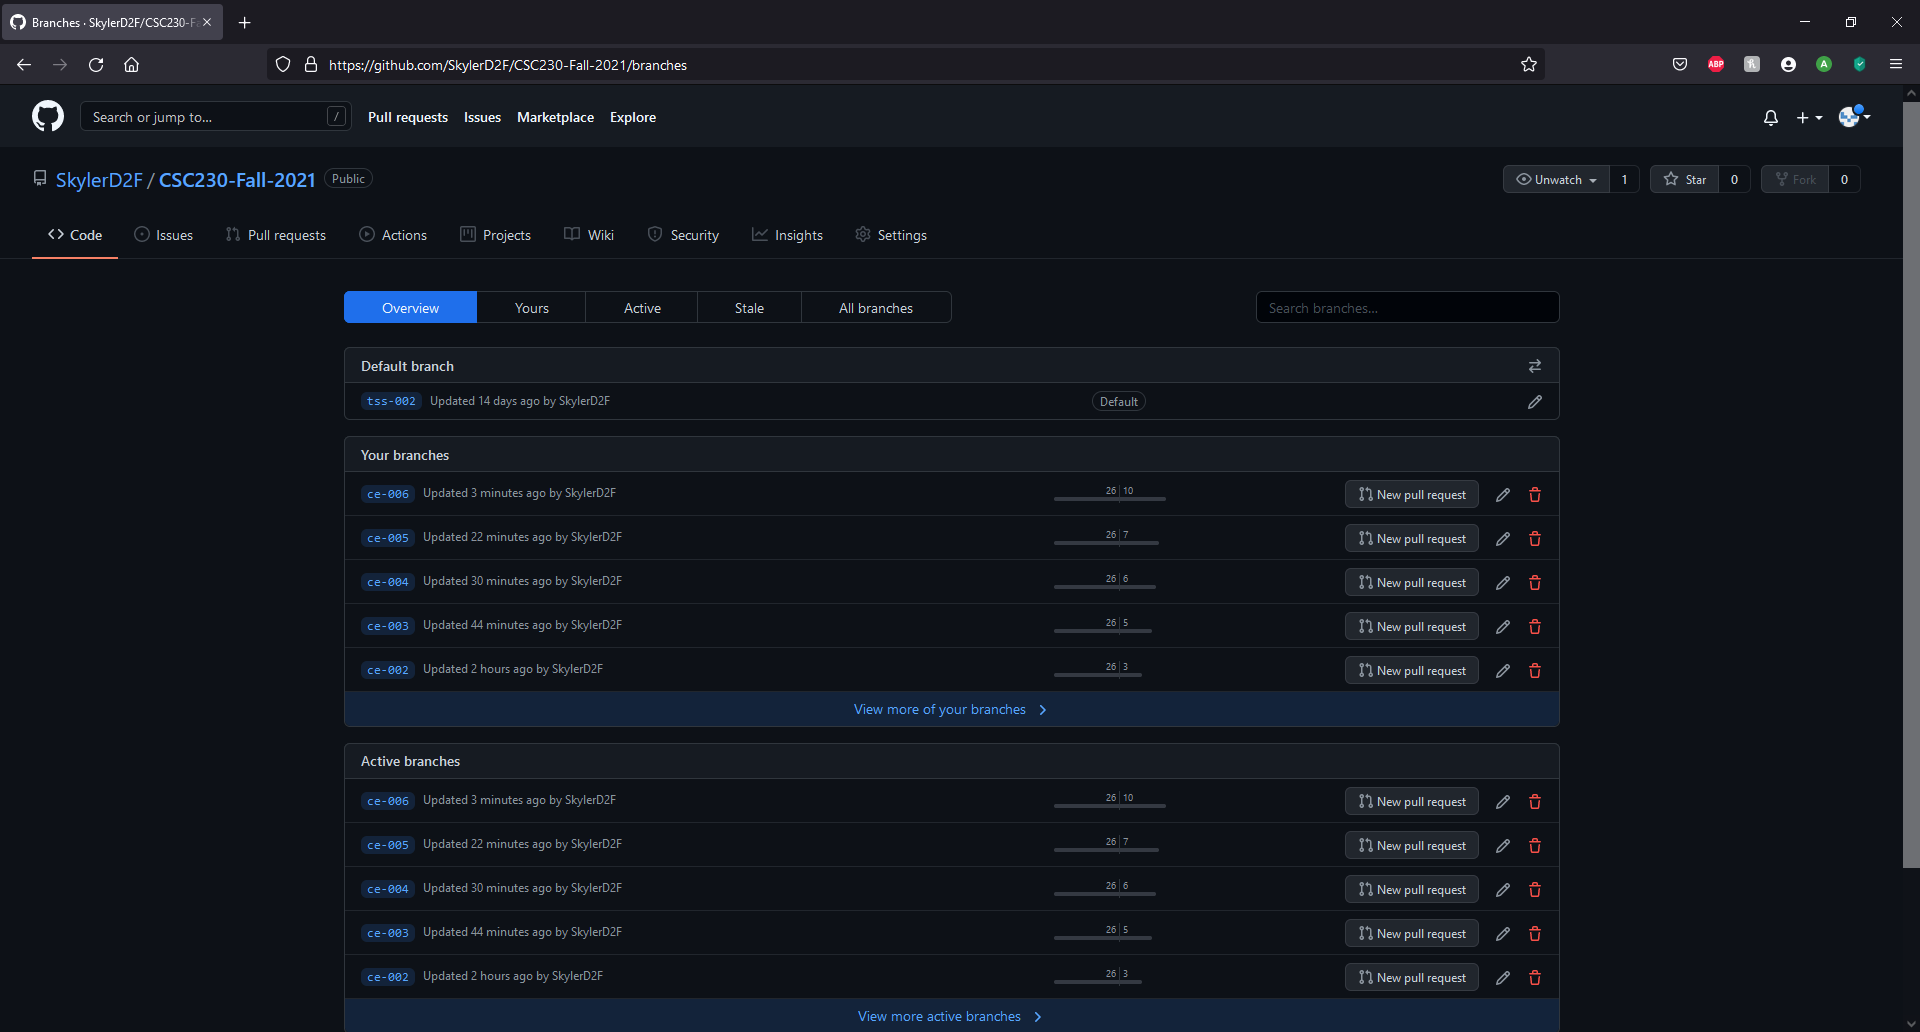 Branches · SkylerD2F/CSC230-F
https://github.com/SkylerD2F/CSC230-Fall-2021/branches
ABP
A
Search or jump to...
/
Pull requests
Issues
Marketplace
Explore
SkylerD2F / CSC230-Fall-2021
Public
Unwatch
1
Star
0
Fork
0
Code
Issues
Pull requests
Actions
Projects
Wiki
Security
Insights
Settings
Overview
Yours
Active
Stale
All branches
Search branches...
Default branch
tss-002 Updated 14 days ago by SkylerD2F Default
Your branches
ce-006 Updated 3 minutes ago by SkylerD2F 26 | 10 New pull request
ce-005 Updated 22 minutes ago by SkylerD2F 26 | 7 New pull request
ce-004 Updated 30 minutes ago by SkylerD2F 26 | 6 New pull request
ce-003 Updated 44 minutes ago by SkylerD2F 26 | 5 New pull request
ce-002 Updated 2 hours ago by SkylerD2F 26 | 3 New pull request
View more of your branches
Active branches
ce-006 Updated 3 minutes ago by SkylerD2F 26 | 10 New pull request
ce-005 Updated 22 minutes ago by SkylerD2F 26 | 7 New pull request
ce-004 Updated 30 minutes ago by SkylerD2F 26 | 6 New pull request
ce-003 Updated 44 minutes ago by SkylerD2F 26 | 5 New pull request
ce-002 Updated 2 hours ago by SkylerD2F 26 | 3 New pull request
View more active branches